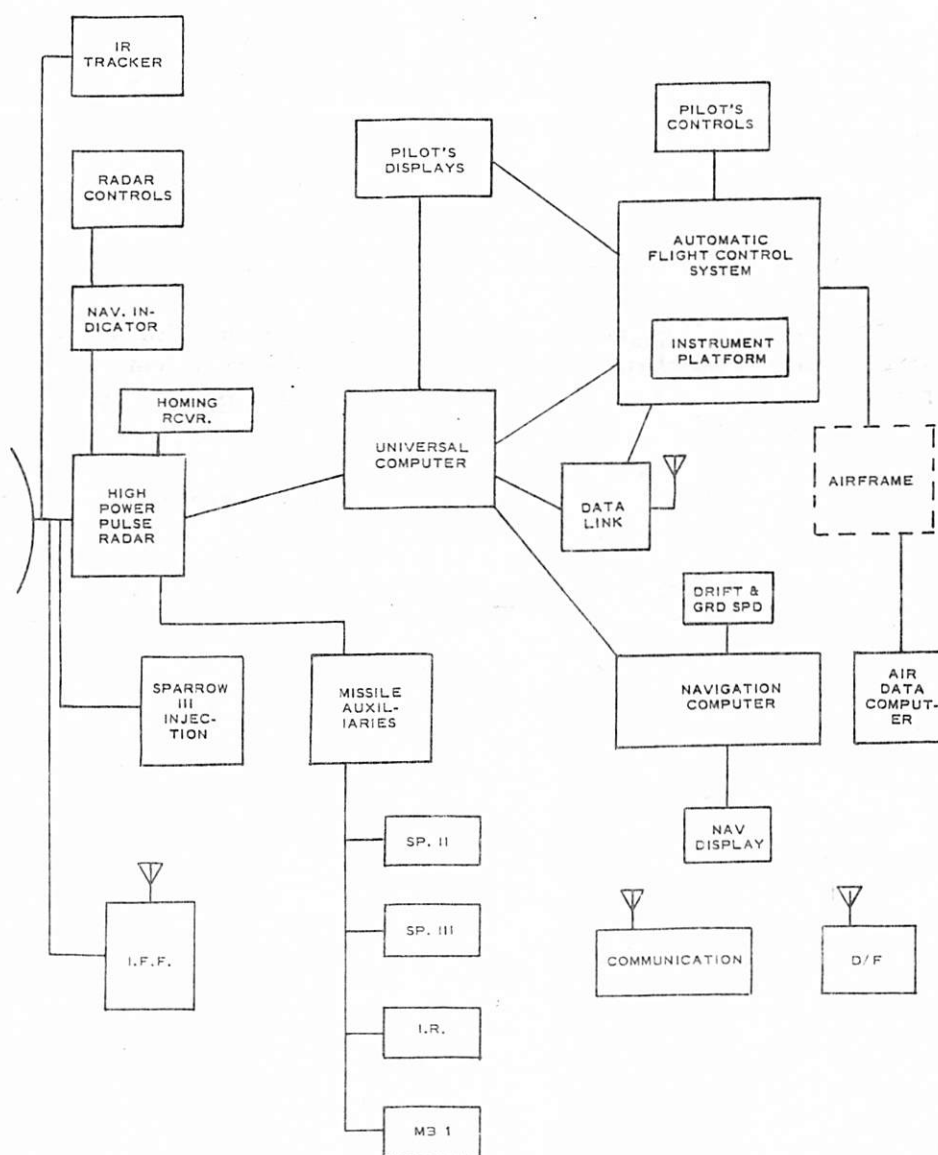 IR
TRACKER
PILOT'S
CONTROLS
PILOT'S
DISPLAYS
RADAR
CONTROLS
AUTOMATIC
FLIGHT CONTROL
SYSTEM
NAV. IN-
DICATOR
INSTRUMENT
PLATFORM
HOMING
RCVR.
UNIVERSAL
COMPUTER
HIGH
POWER
PULSE
RADAR
DATA
LINK
AIRFRAME
DRIFT &
GRD SPD
SPARROW
III
INJEC-
TION
MISSILE
AUXIL-
IARIES
NAVIGATION
COMPUTER
AIR
DATA
COMPUT-
ER
SP. II
NAV
DISPLAY
SP. III
I.F.F.
COMMUNICATION
D/F
I.R.
MB 1